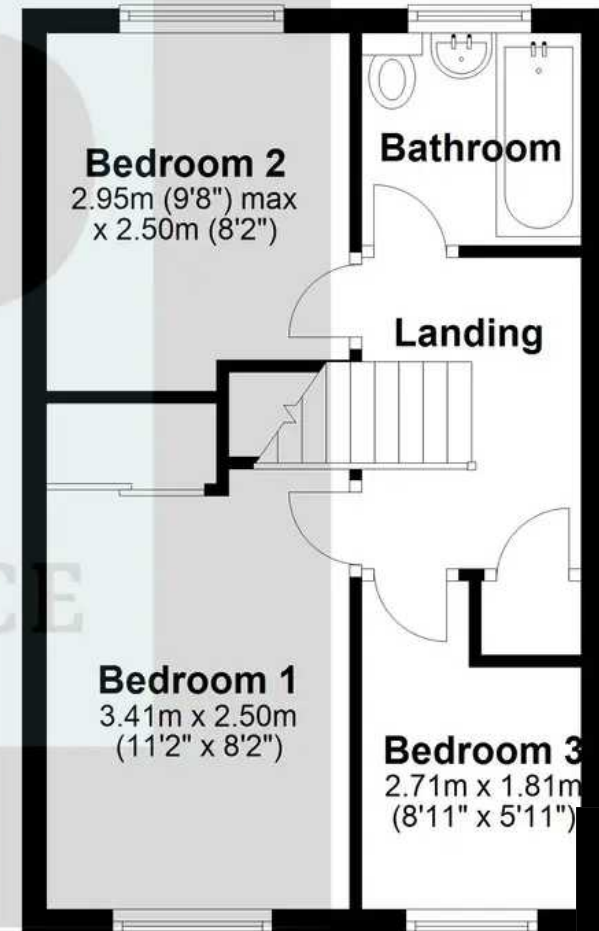 Bedroom 2
2.95m (9'8") max
x 2.50m (8'2")
Bathroom
Landing
Bedroom 1
3.41m x 2.50m
(11'2" x 8'2")
Bedroom 3
2.71m x 1.81m
(8'11" x 5'11")
CE